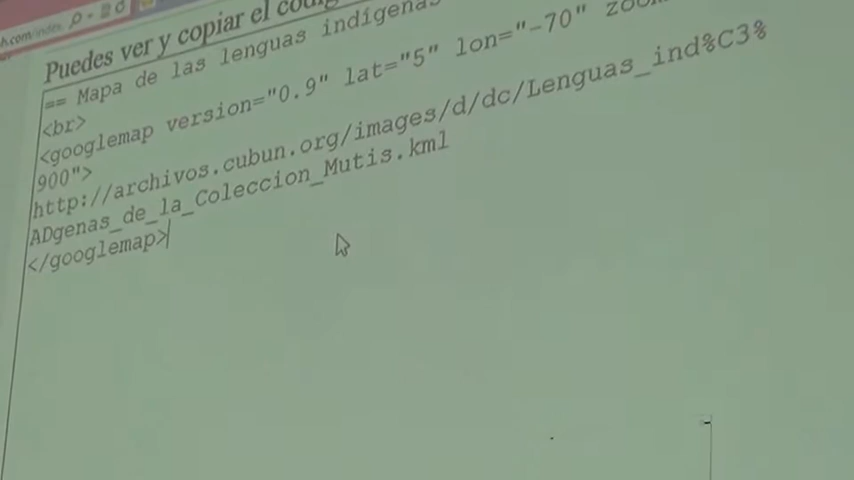 Puedes ver y copiar el
== Mapa de las lenguas indígenas
<br>
<googlemap version="0.9" lat="5" lon="-70"
900">
http://archivos.cubun.org/images/d/dc/Lenguas_ind%C3%
ADgenas_de_la_Coleccion_Mutis.kml
</googlemap>